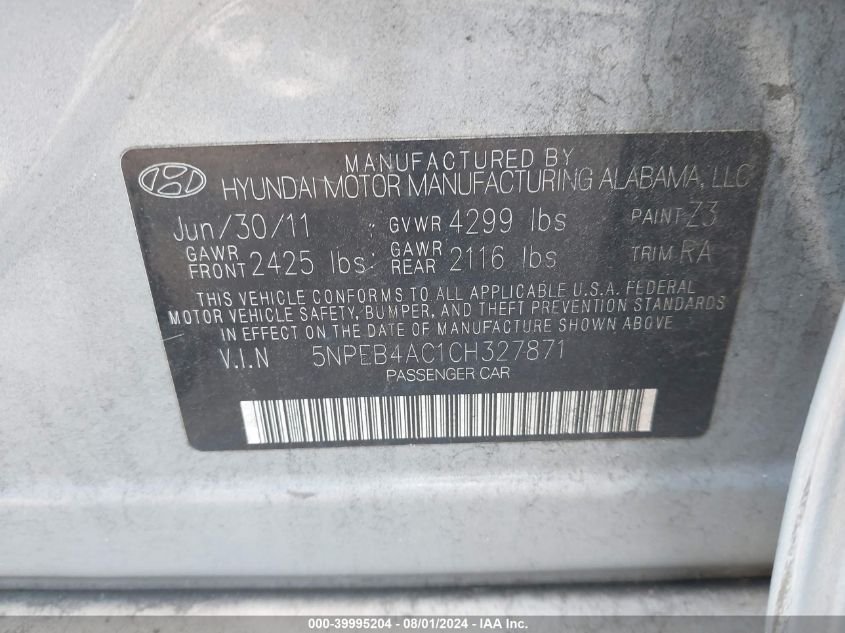 MANUFACTURED BY
HYUNDAI MOTOR MANUFACTURING ALABAMA, LLC
Jun/30/11 GVWR 4299 lbs PAINT Z3
GAWR FRONT 2425 lbs GAWR REAR 2116 lbs TRIM RA
THIS VEHICLE CONFORMS TO ALL APPLICABLE U.S.A. FEDERAL
MOTOR VEHICLE SAFETY, BUMPER, AND THEFT PREVENTION STANDARDS
IN EFFECT ON THE DATE OF MANUFACTURE SHOWN ABOVE.
V.I.N 5NPEB4AC1CH327871
PASSENGER CAR
000-39995204 - 08/01/2024 - © IAA Holdings, LLC.